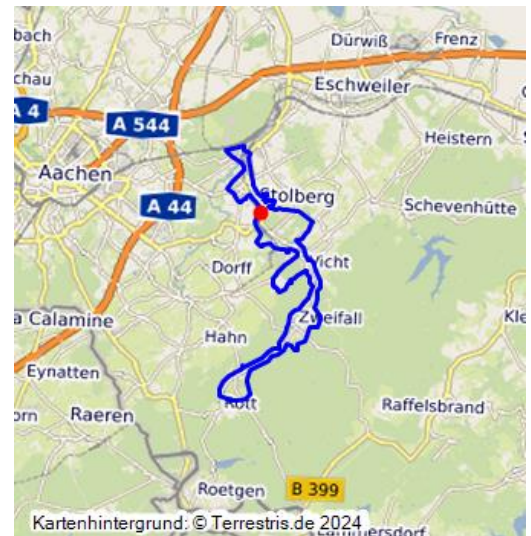 bach
Dürwiß
Frenz
chau
Eschweiler
A 4
A 544
Heistern
Aachen
Stolberg
A 44
Schevenhütte
Dorff
Vicht
a Calamine
Zweifall
Kle
Hahn
Eynatten
Raeren
Rott
Raffelsbrand
Roetgen
B 399
Kartenhintergrund: © Terrestris.de 2024